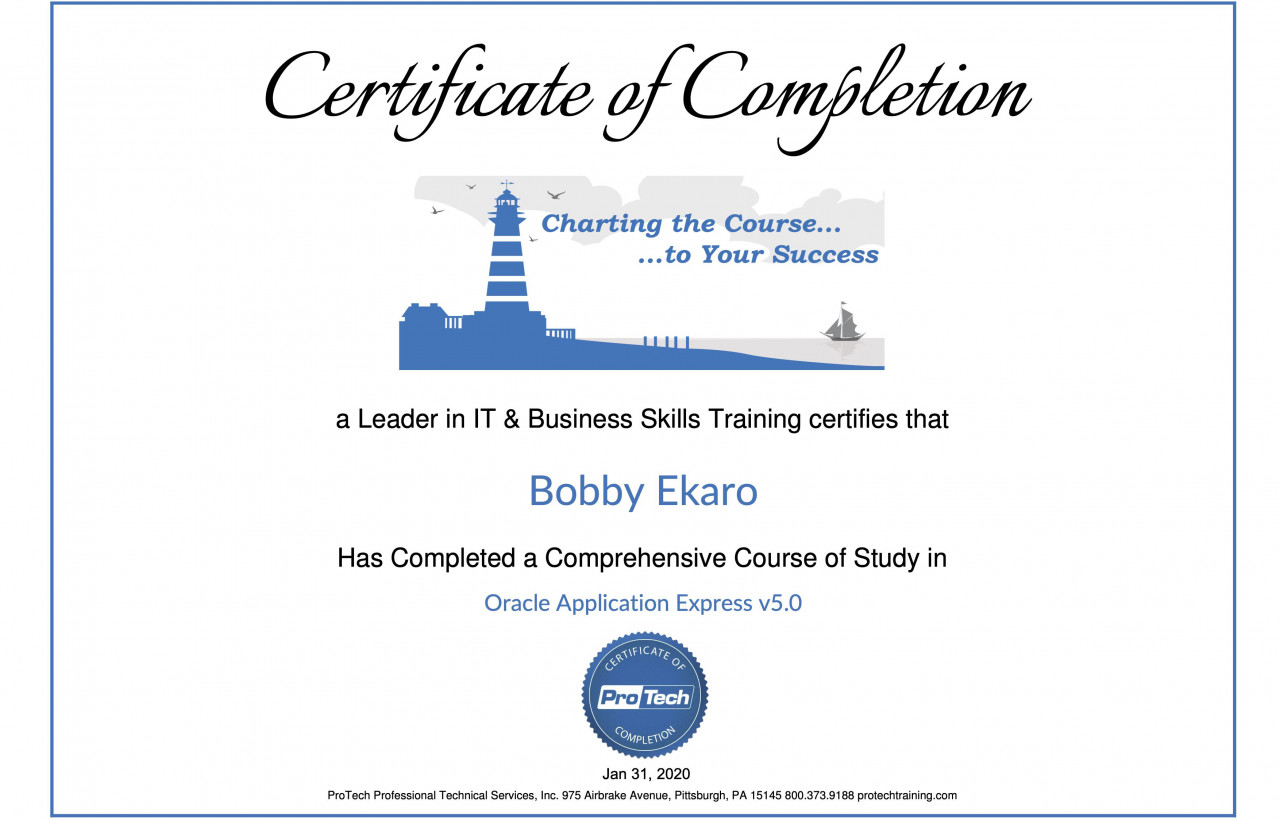 Certificate of Completion
Charting the Course...
...to Your Success
a Leader in IT & Business Skills Training certifies that
Bobby Ekaro
Has Completed a Comprehensive Course of Study in
Oracle Application Express v5.0
CERTIFICATE OF
ProTech
COMPLETION
Jan 31, 2020
ProTech Professional Technical Services, Inc. 975 Airbrake Avenue, Pittsburgh, PA 15145 800.373.9188 protechtraining.com